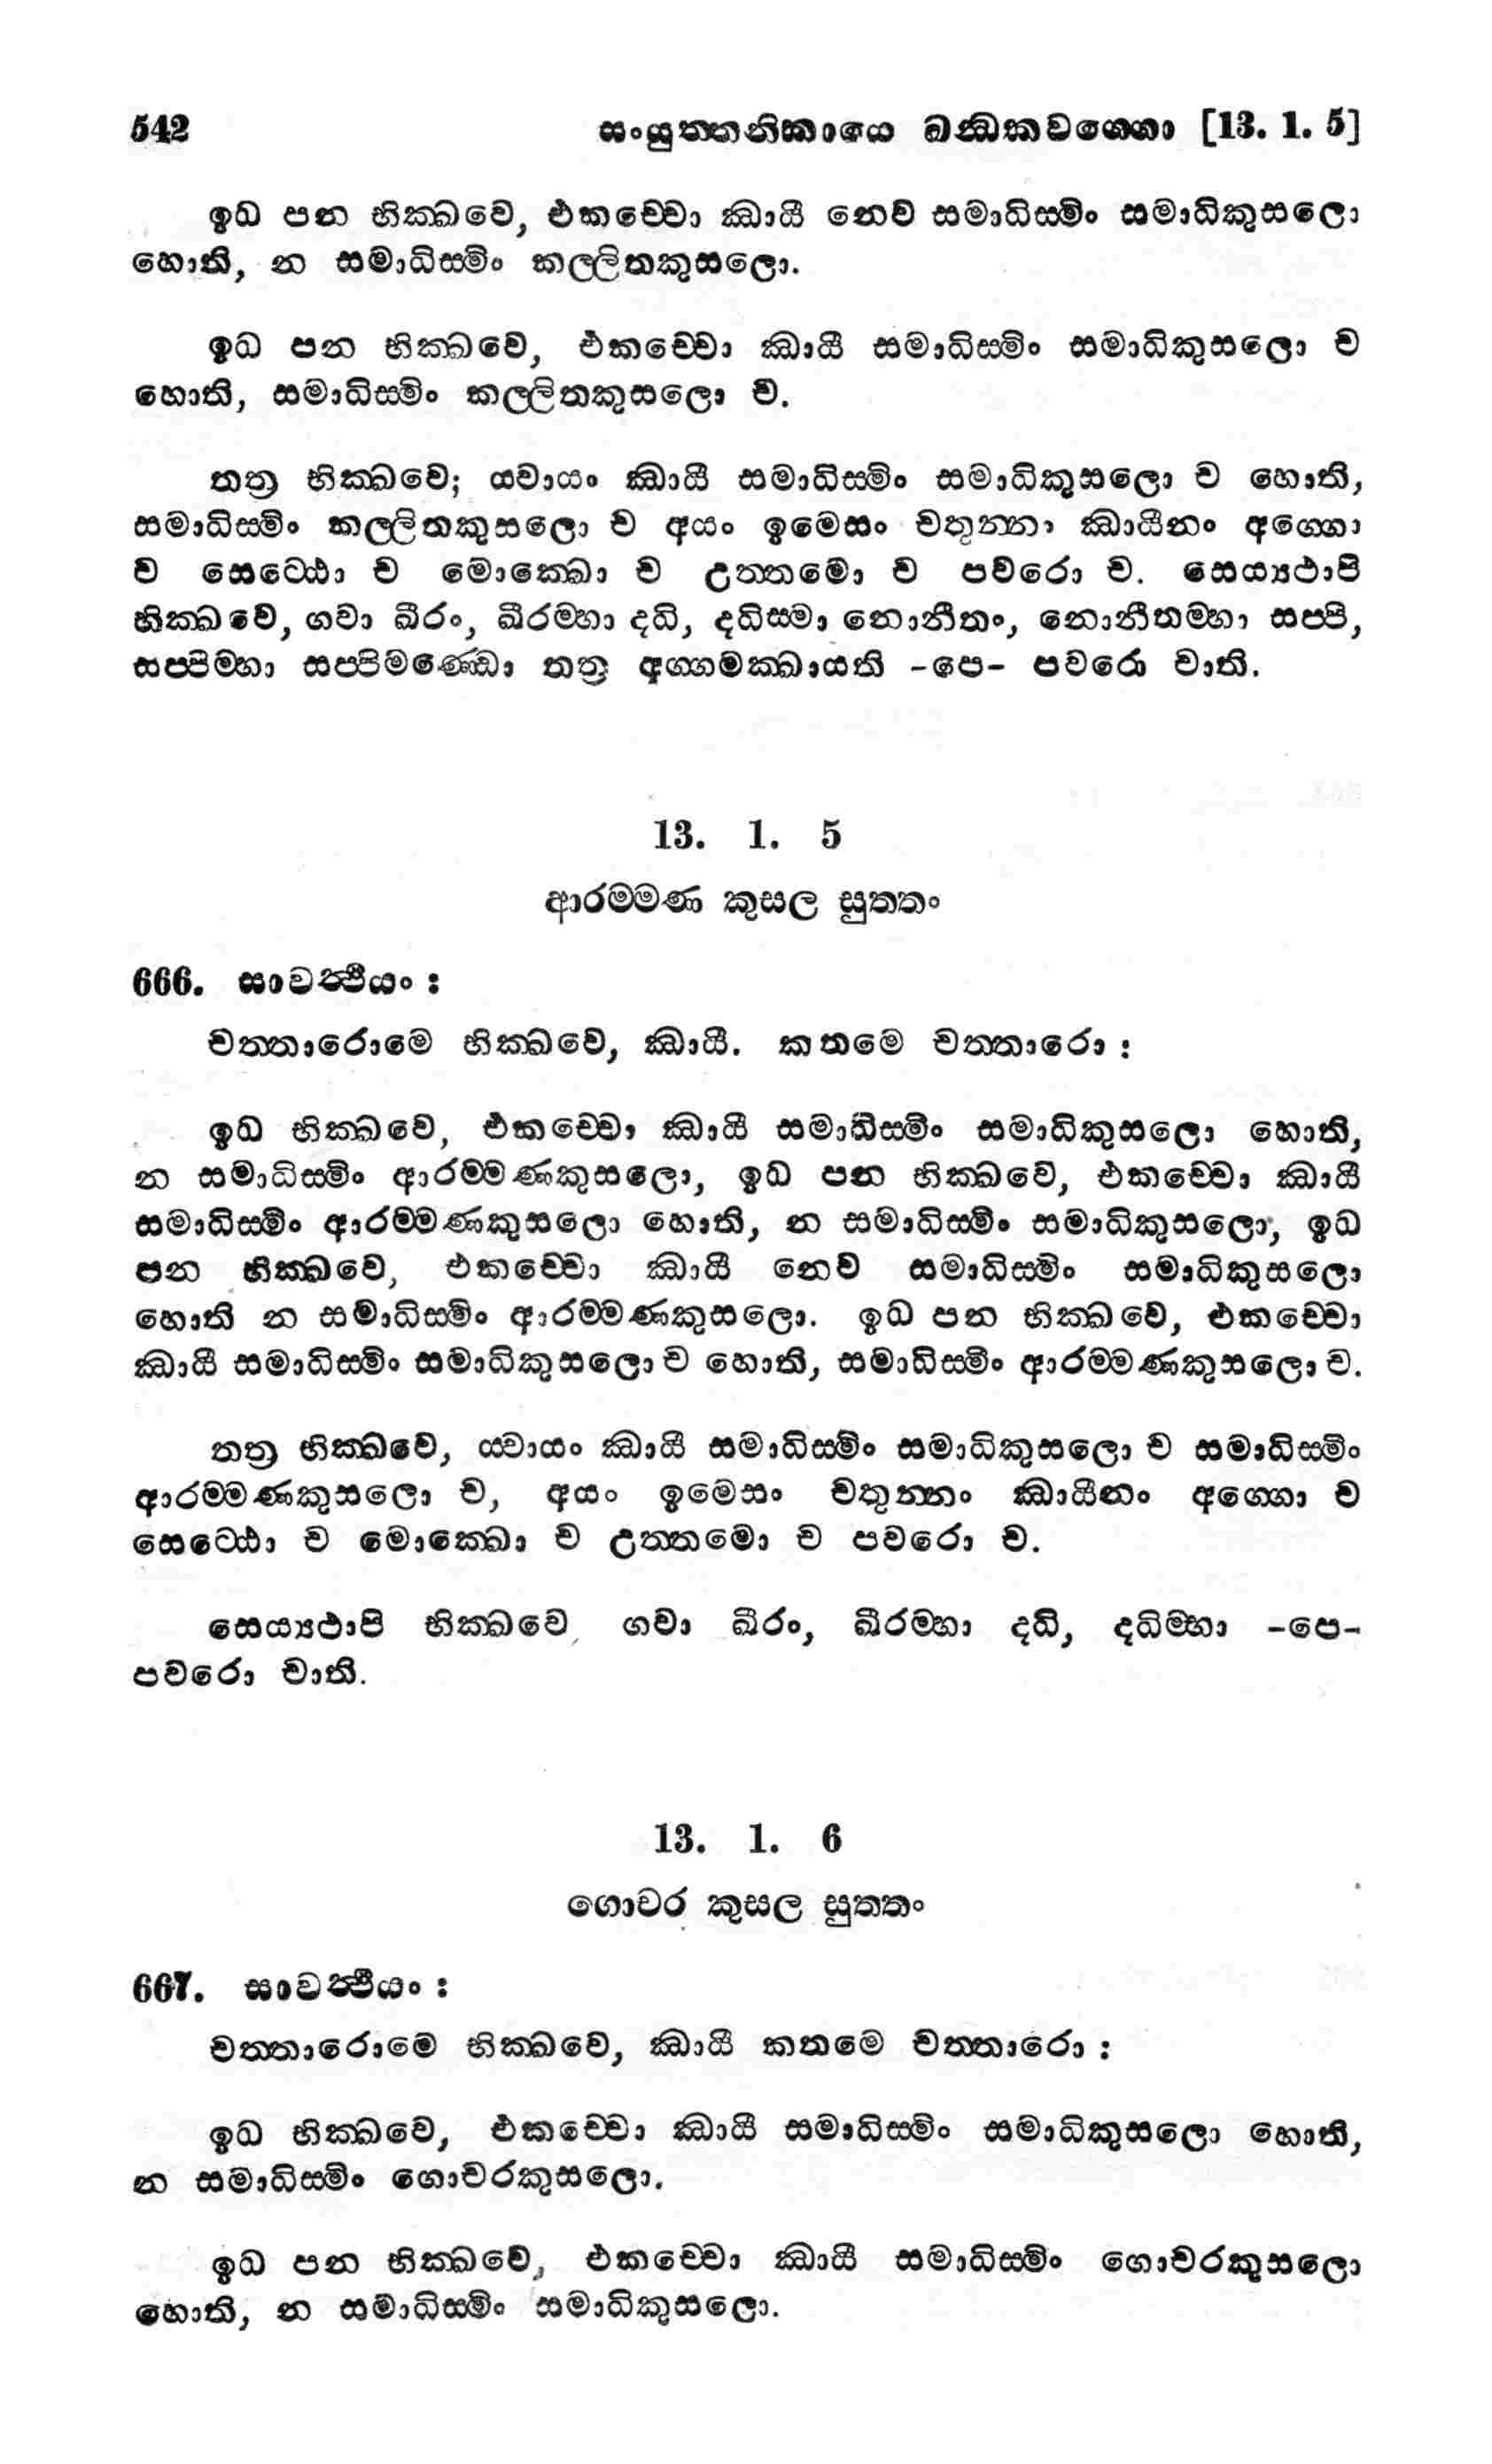 542 සංයුත්තනිකායෙ ඛන්ධකවග්ගො [13. 1. 5]
ඉධ පන භික්ඛවෙ, එකච්චො ඣායී නෙව සමාධිස්මිං සමාධිකුසලො
හොති, න සමාධිස්මිං කල්ලිතකුසලො.
ඉධ පන භික්ඛවෙ, එකච්චො ඣායී සමාධිස්මිං සමාධිකුසලො ච
හොති, සමාධිස්මිං කල්ලිතකුසලො ච.
තත්‍ර භික්ඛවෙ; ය්වායං ඣායී සමාධිස්මිං සමාධිකුසලො ච හොති,
සමාධිස්මිං කල්ලිතකුසලො ච අයං ඉමෙසං චතුන්නං ඣායීනං අග්ගො
ච සෙට්ඨො ච මොක්ඛො ච උත්තමො ච පවරො ච. සෙය්‍යථාපි
භික්ඛවෙ, ගවා ඛීරං, ඛීරම්හා දධි, දධිස්මා නොනීතං, නොනීතම්හා සප්පි,
සප්පිම්හා සප්පිමණ්ඩො තත්‍ර අග්ගමක්ඛායති -පෙ- පවරො චාති.
13. 1. 5
ආරම්මණ කුසල සුත්තං
666. සාවත්ථියං :
චත්තාරොමෙ භික්ඛවෙ, ඣායී. කතමෙ චත්තාරො :
ඉධ භික්ඛවෙ, එකච්චො ඣායී සමාධිස්මිං සමාධිකුසලො හොති,
න සමාධිස්මිං ආරම්මණකුසලො, ඉධ පන භික්ඛවෙ, එකච්චො ඣායී
සමාධිස්මිං ආරම්මණකුසලො හොති, න සමාධිස්මිං සමාධිකුසලො, ඉධ
පන භික්ඛවෙ, එකච්චො ඣායී නෙව සමාධිස්මිං සමාධිකුසලො
හොති න සමාධිස්මිං ආරම්මණකුසලො. ඉධ පන භික්ඛවෙ, එකච්චො
ඣායී සමාධිස්මිං සමාධිකුසලො ච හොති, සමාධිස්මිං ආරම්මණකුසලො ච.
තත්‍ර භික්ඛවෙ, ය්වායං ඣායී සමාධිස්මිං සමාධිකුසලො ච සමාධිස්මිං
ආරම්මණකුසලො ච, අයං ඉමෙසං චතුන්නං ඣායීනං අග්ගො ච
සෙට්ඨො ච මොක්ඛො ච උත්තමො ච පවරො ච.
සෙය්‍යථාපි භික්ඛවෙ, ගවා ඛීරං, ඛීරම්හා දධි, දධිම්හා -පෙ-
පවරො චාති.
13. 1. 6
ගොචර කුසල සුත්තං
667. සාවත්ථියං :
චත්තාරොමෙ භික්ඛවෙ, ඣායී කතමෙ චත්තාරො :
ඉධ භික්ඛවෙ, එකච්චො ඣායී සමාධිස්මිං සමාධිකුසලො හොති,
න සමාධිස්මිං ගොචරකුසලො.
ඉධ පන භික්ඛවෙ, එකච්චො ඣායී සමාධිස්මිං ගොචරකුසලො
හොති, න සමාධිස්මිං සමාධිකුසලො.